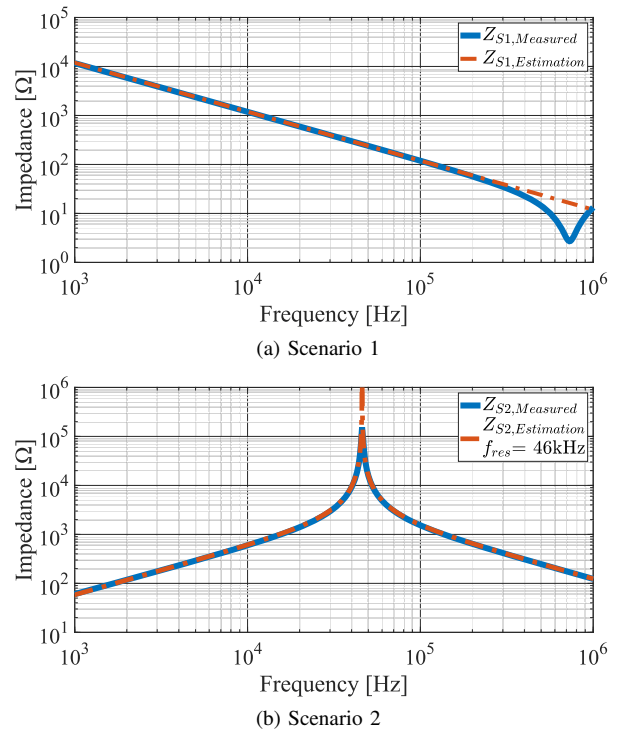 Z_{S1,Measured}
Z_{S1,Estimation}
Impedance [Ω]
10^5
10^4
10^3
10^2
10^1
10^0
10^3 10^4 10^5 10^6
Frequency [Hz]
(a) Scenario 1
Z_{S2,Measured}
Z_{S2,Estimation}
f_{res}= 46kHz
Impedance [Ω]
10^6
10^5
10^4
10^3
10^2
10^1
10^3 10^4 10^5 10^6
Frequency [Hz]
(b) Scenario 2